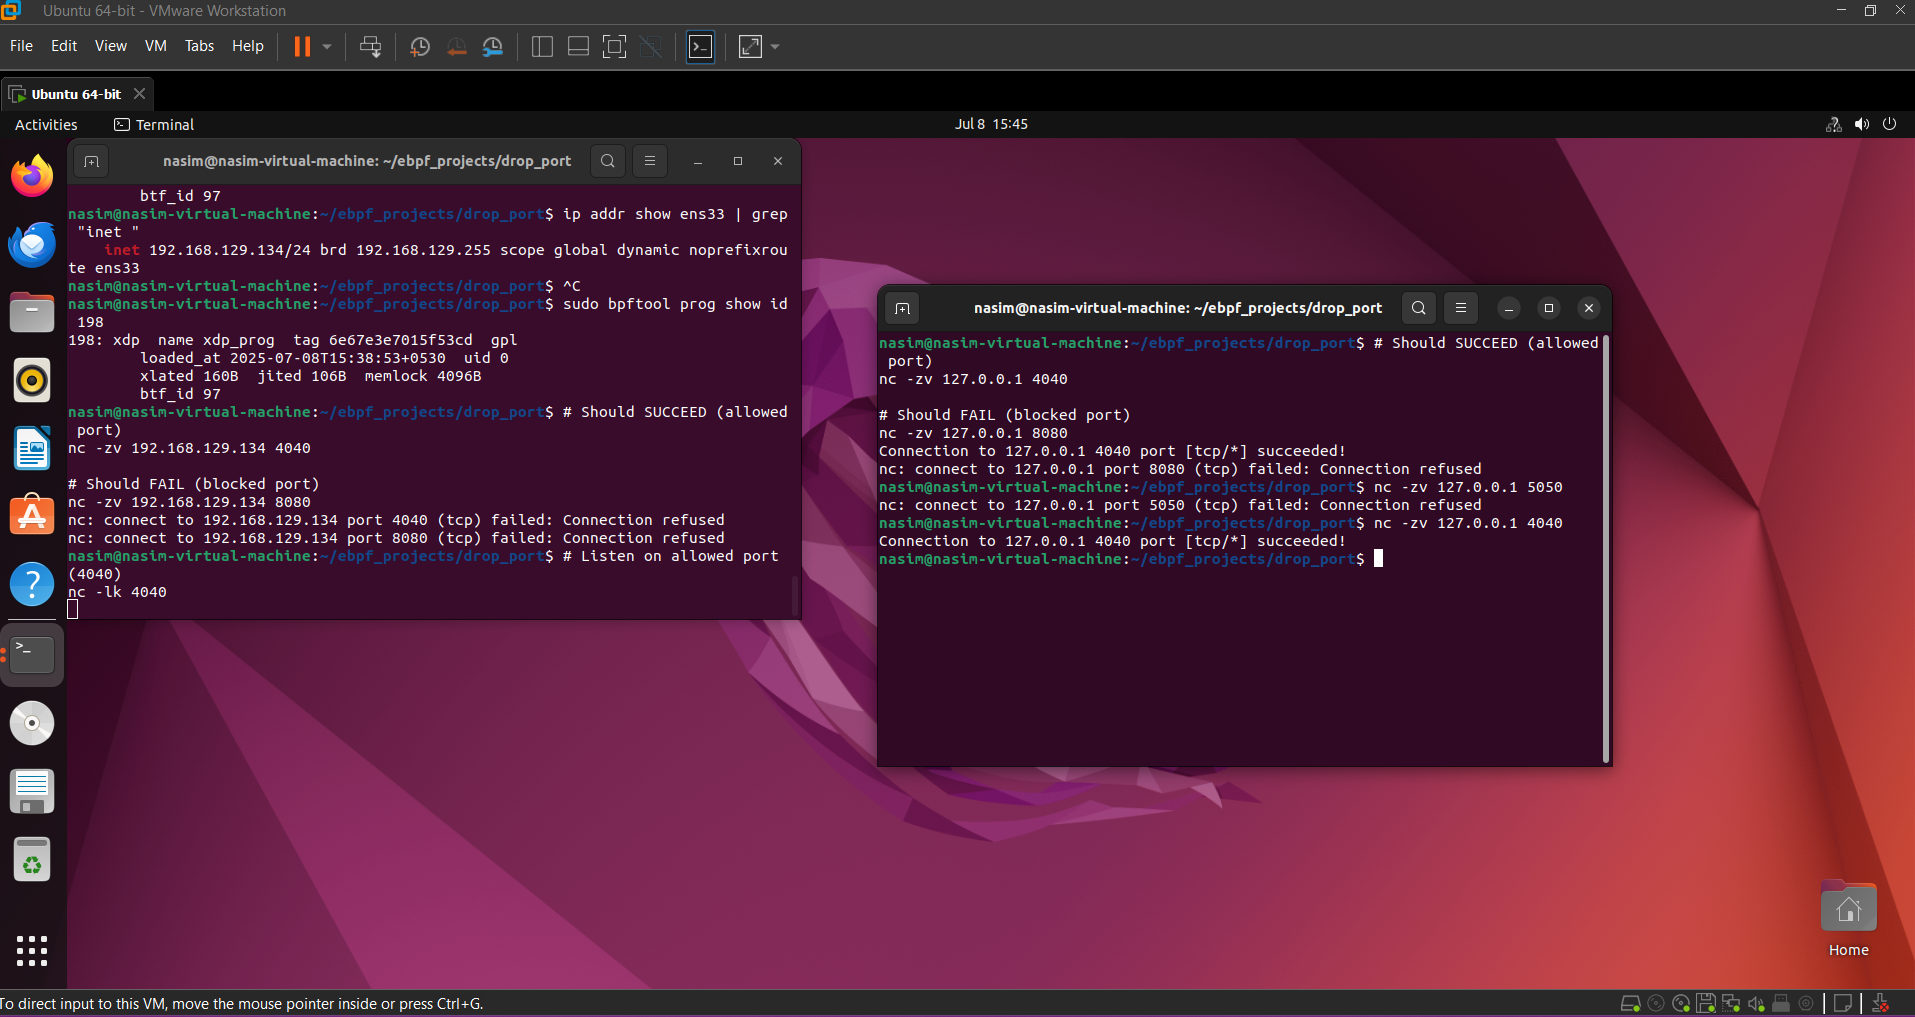 Ubuntu 64-bit - VMware Workstation
File Edit View VM Tabs Help
Ubuntu 64-bit
Activities Terminal Jul 8 15:45
nasim@nasim-virtual-machine: ~/ebpf_projects/drop_port
btf_id 97
nasim@nasim-virtual-machine:~/ebpf_projects/drop_port$ ip addr show ens33 | grep
"inet "
inet 192.168.129.134/24 brd 192.168.129.255 scope global dynamic noprefixrou
te ens33
nasim@nasim-virtual-machine:~/ebpf_projects/drop_port$ ^C
nasim@nasim-virtual-machine:~/ebpf_projects/drop_port$ sudo bpftool prog show id
198
198: xdp name xdp_prog tag 6e67e3e7015f53cd gpl
loaded_at 2025-07-08T15:38:53+0530 uid 0
xlated 160B jited 106B memlock 4096B
btf_id 97
nasim@nasim-virtual-machine:~/ebpf_projects/drop_port$ # Should SUCCEED (allowed
port)
nc -zv 192.168.129.134 4040
# Should FAIL (blocked port)
nc -zv 192.168.129.134 8080
nc: connect to 192.168.129.134 port 4040 (tcp) failed: Connection refused
nc: connect to 192.168.129.134 port 8080 (tcp) failed: Connection refused
nasim@nasim-virtual-machine:~/ebpf_projects/drop_port$ # Listen on allowed port
(4040)
nc -lk 4040
nasim@nasim-virtual-machine: ~/ebpf_projects/drop_port
nasim@nasim-virtual-machine:~/ebpf_projects/drop_port$ # Should SUCCEED (allowed
port)
nc -zv 127.0.0.1 4040
# Should FAIL (blocked port)
nc -zv 127.0.0.1 8080
Connection to 127.0.0.1 4040 port [tcp/*] succeeded!
nc: connect to 127.0.0.1 port 8080 (tcp) failed: Connection refused
nasim@nasim-virtual-machine:~/ebpf_projects/drop_port$ nc -zv 127.0.0.1 5050
nc: connect to 127.0.0.1 port 5050 (tcp) failed: Connection refused
nasim@nasim-virtual-machine:~/ebpf_projects/drop_port$ nc -zv 127.0.0.1 4040
Connection to 127.0.0.1 4040 port [tcp/*] succeeded!
nasim@nasim-virtual-machine:~/ebpf_projects/drop_port$
Home
To direct input to this VM, move the mouse pointer inside or press Ctrl+G.